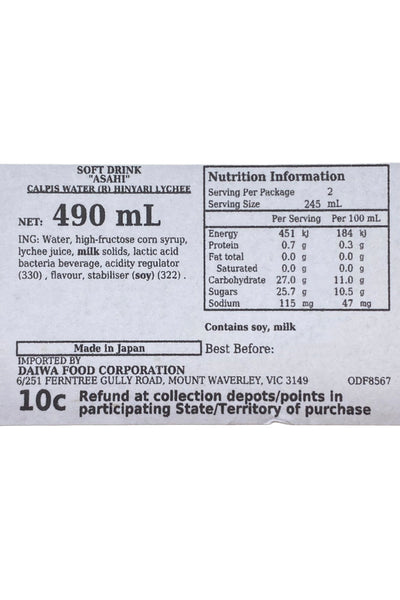 SOFT DRINK
"ASAHI"
CALPIS WATER (R) HINYARI LYCHEE
NET: 490 mL
ING: Water, high-fructose corn syrup,
lychee juice, milk solids, lactic acid
bacteria beverage, acidity regulator
(330) , flavour, stabiliser (soy) (322) .
Nutrition Information
Serving Per Package 2
Serving Size 245 mL
Per Serving Per 100 mL
Energy 451 kJ 184 kJ
Protein 0.7 g 0.3 g
Fat total 0.0 g 0.0 g
Saturated 0.0 g 0.0 g
Carbohydrate 27.0 g 11.0 g
Sugars 25.7 g 10.5 g
Sodium 115 mg 47 mg
Contains soy, milk
Made in Japan
Best Before:
IMPORTED BY
DAIWA FOOD CORPORATION
6/251 FERNTREE GULLY ROAD, MOUNT WAVERLEY, VIC 3149 ODF8567
10c Refund at collection depots/points in
participating State/Territory of purchase